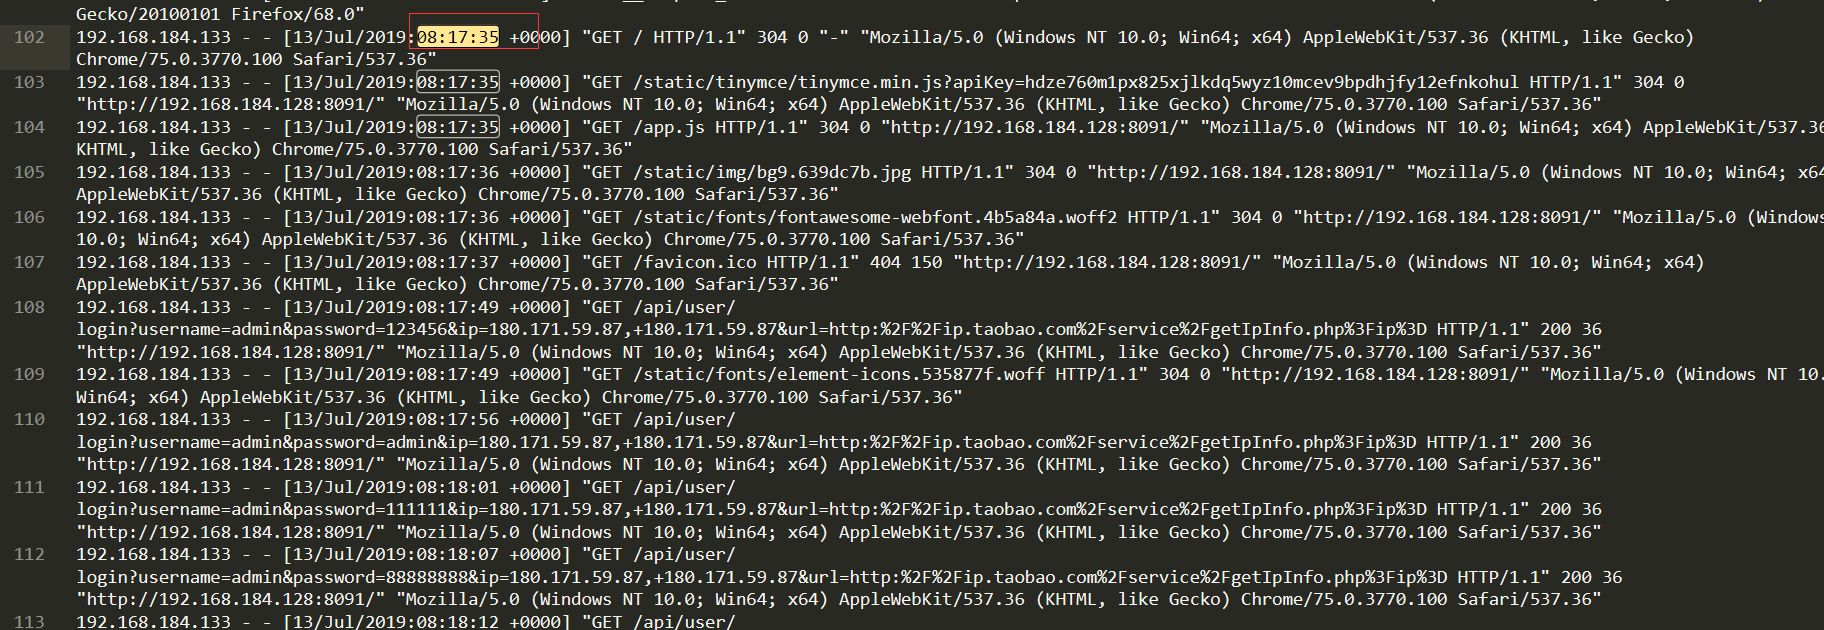 Gecko/20100101 Firefox/68.0"
102 192.168.184.133 - - [13/Jul/2019:08:17:35 +0000] "GET / HTTP/1.1" 304 0 "-" "Mozilla/5.0 (Windows NT 10.0; Win64; x64) AppleWebKit/537.36 (KHTML, like Gecko)
Chrome/75.0.3770.100 Safari/537.36"
103 192.168.184.133 - - [13/Jul/2019:08:17:35 +0000] "GET /static/tinymce/tinymce.min.js?apiKey=hdze760m1px825xjlkdq5wyz10mcev9bpdhjfy12efnkohul HTTP/1.1" 304 0
"http://192.168.184.128:8091/" "Mozilla/5.0 (Windows NT 10.0; Win64; x64) AppleWebKit/537.36 (KHTML, like Gecko) Chrome/75.0.3770.100 Safari/537.36"
104 192.168.184.133 - - [13/Jul/2019:08:17:35 +0000] "GET /app.js HTTP/1.1" 304 0 "http://192.168.184.128:8091/" "Mozilla/5.0 (Windows NT 10.0; Win64; x64) AppleWebKit/537.36
KHTML, like Gecko) Chrome/75.0.3770.100 Safari/537.36"
105 192.168.184.133 - - [13/Jul/2019:08:17:36 +0000] "GET /static/img/bg9.639dc7b.jpg HTTP/1.1" 304 0 "http://192.168.184.128:8091/" "Mozilla/5.0 (Windows NT 10.0; Win64; x64
AppleWebKit/537.36 (KHTML, like Gecko) Chrome/75.0.3770.100 Safari/537.36"
106 192.168.184.133 - - [13/Jul/2019:08:17:36 +0000] "GET /static/fonts/fontawesome-webfont.4b5a84a.woff2 HTTP/1.1" 304 0 "http://192.168.184.128:8091/" "Mozilla/5.0 (Windows
10.0; Win64; x64) AppleWebKit/537.36 (KHTML, like Gecko) Chrome/75.0.3770.100 Safari/537.36"
107 192.168.184.133 - - [13/Jul/2019:08:17:37 +0000] "GET /favicon.ico HTTP/1.1" 404 150 "http://192.168.184.128:8091/" "Mozilla/5.0 (Windows NT 10.0; Win64; x64)
AppleWebKit/537.36 (KHTML, like Gecko) Chrome/75.0.3770.100 Safari/537.36"
108 192.168.184.133 - - [13/Jul/2019:08:17:49 +0000] "GET /api/user/
login?username=admin&password=123456&ip=180.171.59.87,+180.171.59.87&url=http:%2F%2Fip.taobao.com%2Fservice%2FgetIpInfo.php%3Fip%3D HTTP/1.1" 200 36
"http://192.168.184.128:8091/" "Mozilla/5.0 (Windows NT 10.0; Win64; x64) AppleWebKit/537.36 (KHTML, like Gecko) Chrome/75.0.3770.100 Safari/537.36"
109 192.168.184.133 - - [13/Jul/2019:08:17:49 +0000] "GET /static/fonts/element-icons.535877f.woff HTTP/1.1" 304 0 "http://192.168.184.128:8091/" "Mozilla/5.0 (Windows NT 10.
Win64; x64) AppleWebKit/537.36 (KHTML, like Gecko) Chrome/75.0.3770.100 Safari/537.36"
110 192.168.184.133 - - [13/Jul/2019:08:17:56 +0000] "GET /api/user/
login?username=admin&password=admin&ip=180.171.59.87,+180.171.59.87&url=http:%2F%2Fip.taobao.com%2Fservice%2FgetIpInfo.php%3Fip%3D HTTP/1.1" 200 36
"http://192.168.184.128:8091/" "Mozilla/5.0 (Windows NT 10.0; Win64; x64) AppleWebKit/537.36 (KHTML, like Gecko) Chrome/75.0.3770.100 Safari/537.36"
111 192.168.184.133 - - [13/Jul/2019:08:18:01 +0000] "GET /api/user/
login?username=admin&password=111111&ip=180.171.59.87,+180.171.59.87&url=http:%2F%2Fip.taobao.com%2Fservice%2FgetIpInfo.php%3Fip%3D HTTP/1.1" 200 36
"http://192.168.184.128:8091/" "Mozilla/5.0 (Windows NT 10.0; Win64; x64) AppleWebKit/537.36 (KHTML, like Gecko) Chrome/75.0.3770.100 Safari/537.36"
112 192.168.184.133 - - [13/Jul/2019:08:18:07 +0000] "GET /api/user/
login?username=admin&password=88888888&ip=180.171.59.87,+180.171.59.87&url=http:%2F%2Fip.taobao.com%2Fservice%2FgetIpInfo.php%3Fip%3D HTTP/1.1" 200 36
"http://192.168.184.128:8091/" "Mozilla/5.0 (Windows NT 10.0; Win64; x64) AppleWebKit/537.36 (KHTML, like Gecko) Chrome/75.0.3770.100 Safari/537.36"
113 192.168.184.133 - - [13/Jul/2019:08:18:12 +0000] "GET /api/user/